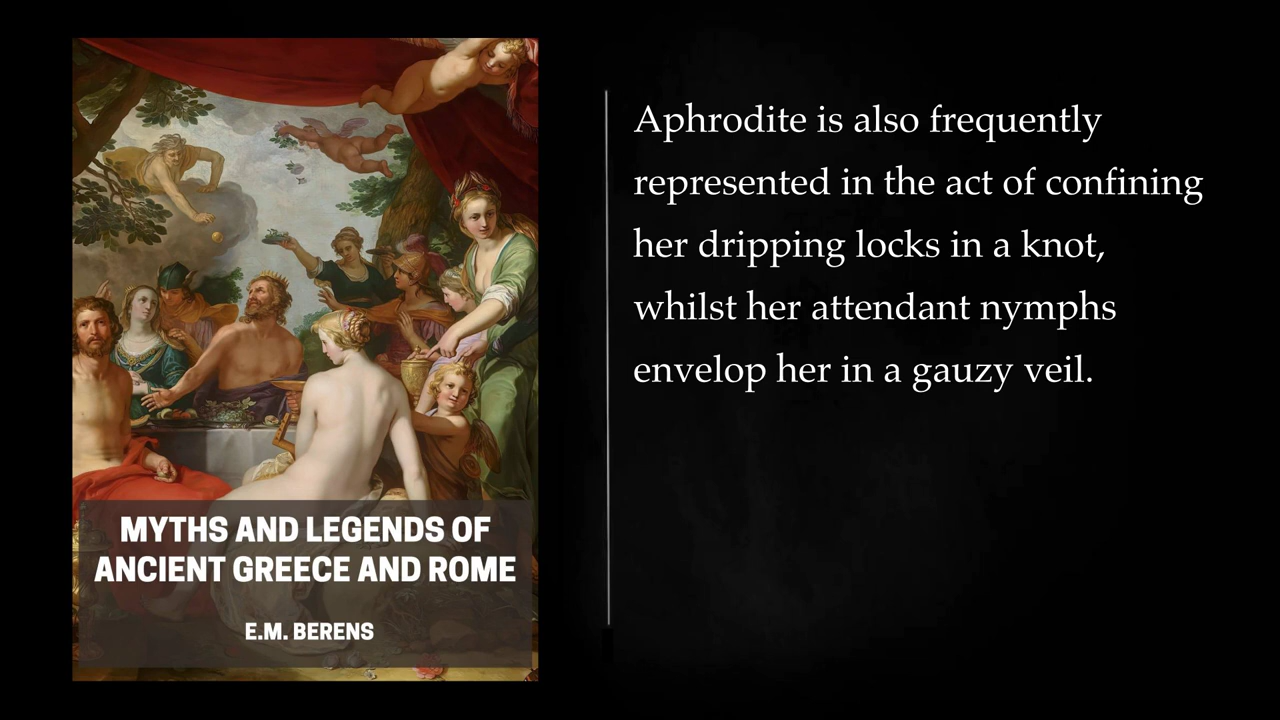 MYTHS AND LEGENDS OF
ANCIENT GREECE AND ROME
E.M. BERENS
Aphrodite is also frequently
represented in the act of confining
her dripping locks in a knot,
whilst her attendant nymphs
envelop her in a gauzy veil.